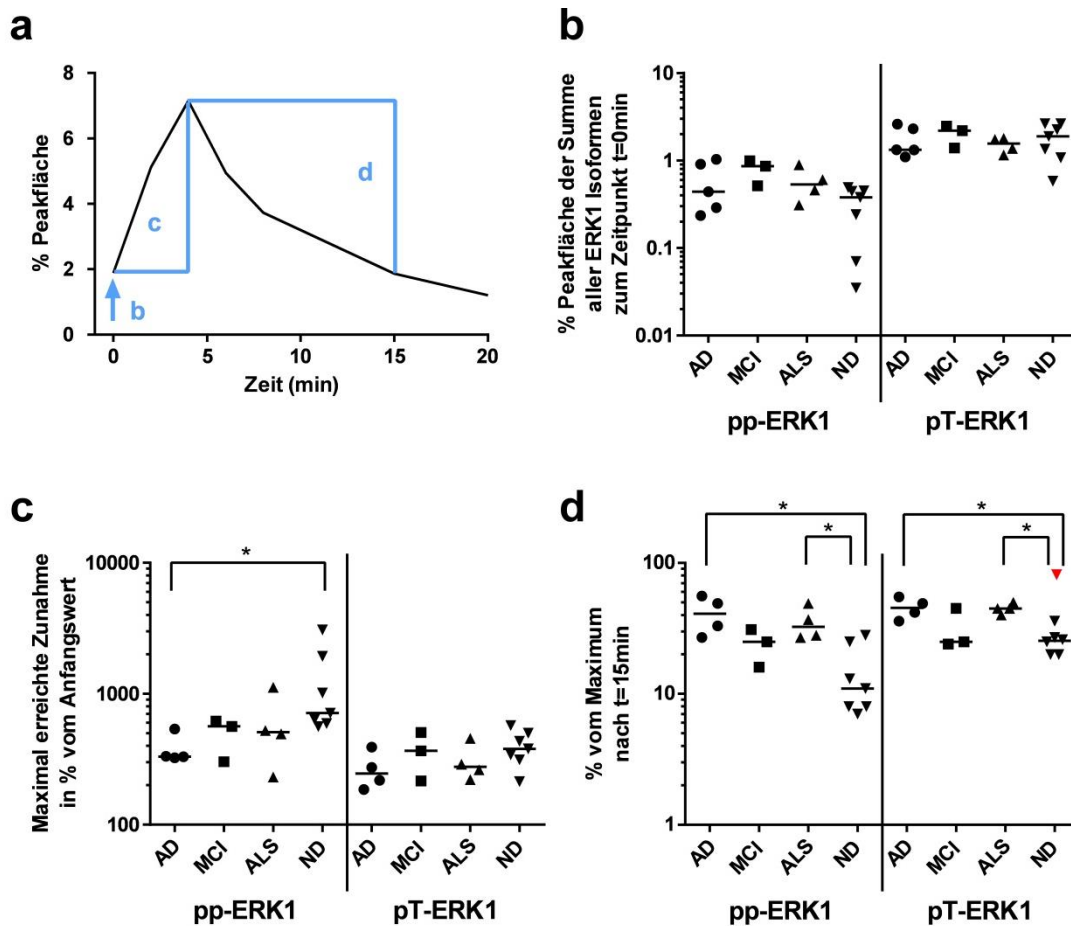 a
% Peakfläche
8
6
4
2
0
c
d
b
0
5
10
15
20
Zeit (min)
b
% Peakfläche der Summe
aller ERK1 Isoformen
zum Zeitpunkt t=0min
10
1
0.1
0.01
AD
MCI
ALS
ND
AD
MCI
ALS
ND
pp-ERK1
pT-ERK1
c
Maximal erreichte Zunahme
in % vom Anfangswert
10000
1000
100
*
AD
MCI
ALS
ND
AD
MCI
ALS
ND
pp-ERK1
pT-ERK1
d
% vom Maximum
nach t=15min
100
10
1
*
*
*
*
AD
MCI
ALS
ND
AD
MCI
ALS
ND
pp-ERK1
pT-ERK1